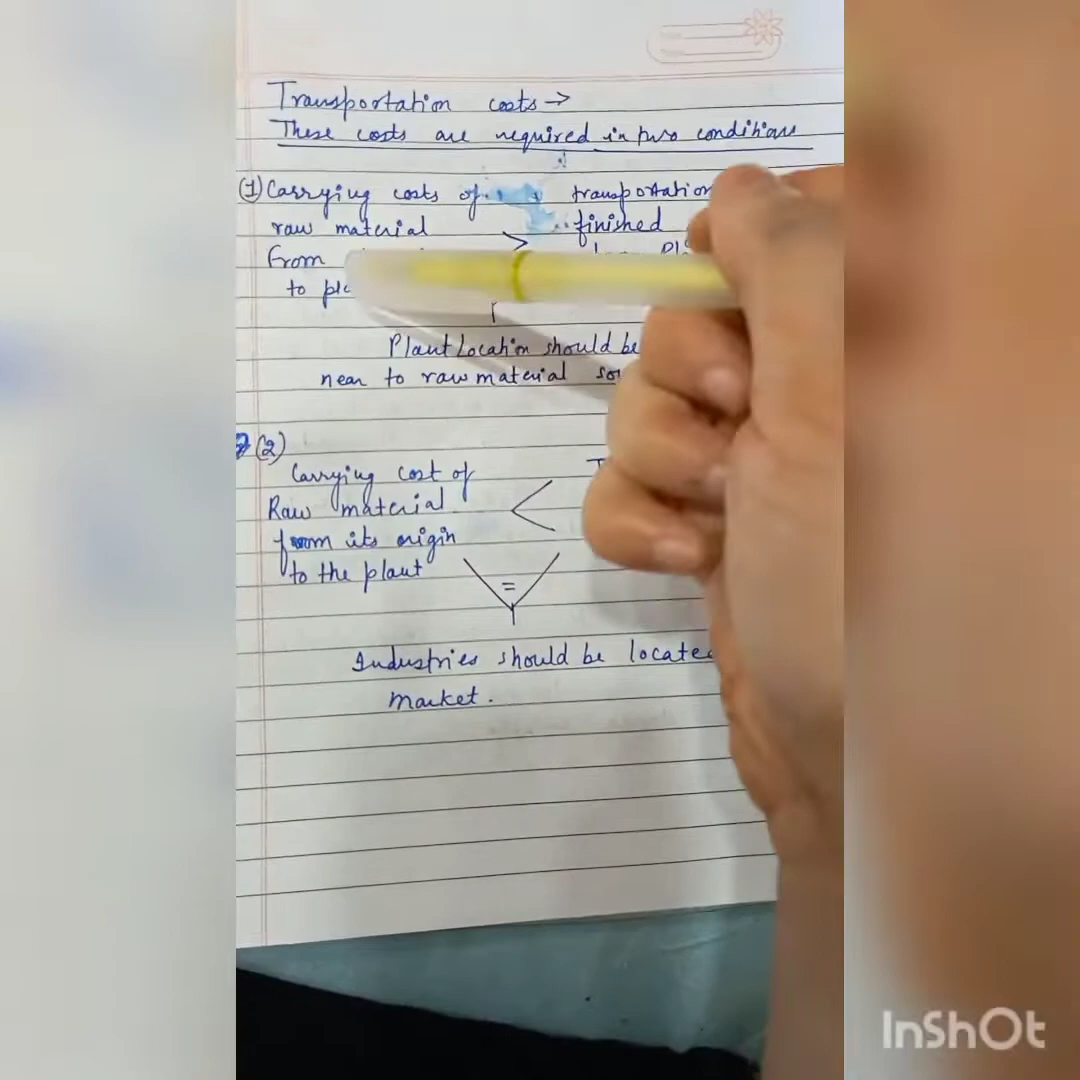 Transportation costs →
These costs are required in two conditions
(1) Carrying costs of transportation
raw material > finished
From
to
Plant Location should be
near to raw material
(2)
Carrying cost of
Raw material <
from its origin
to the plant
=
Industries should be
market.
InShOt